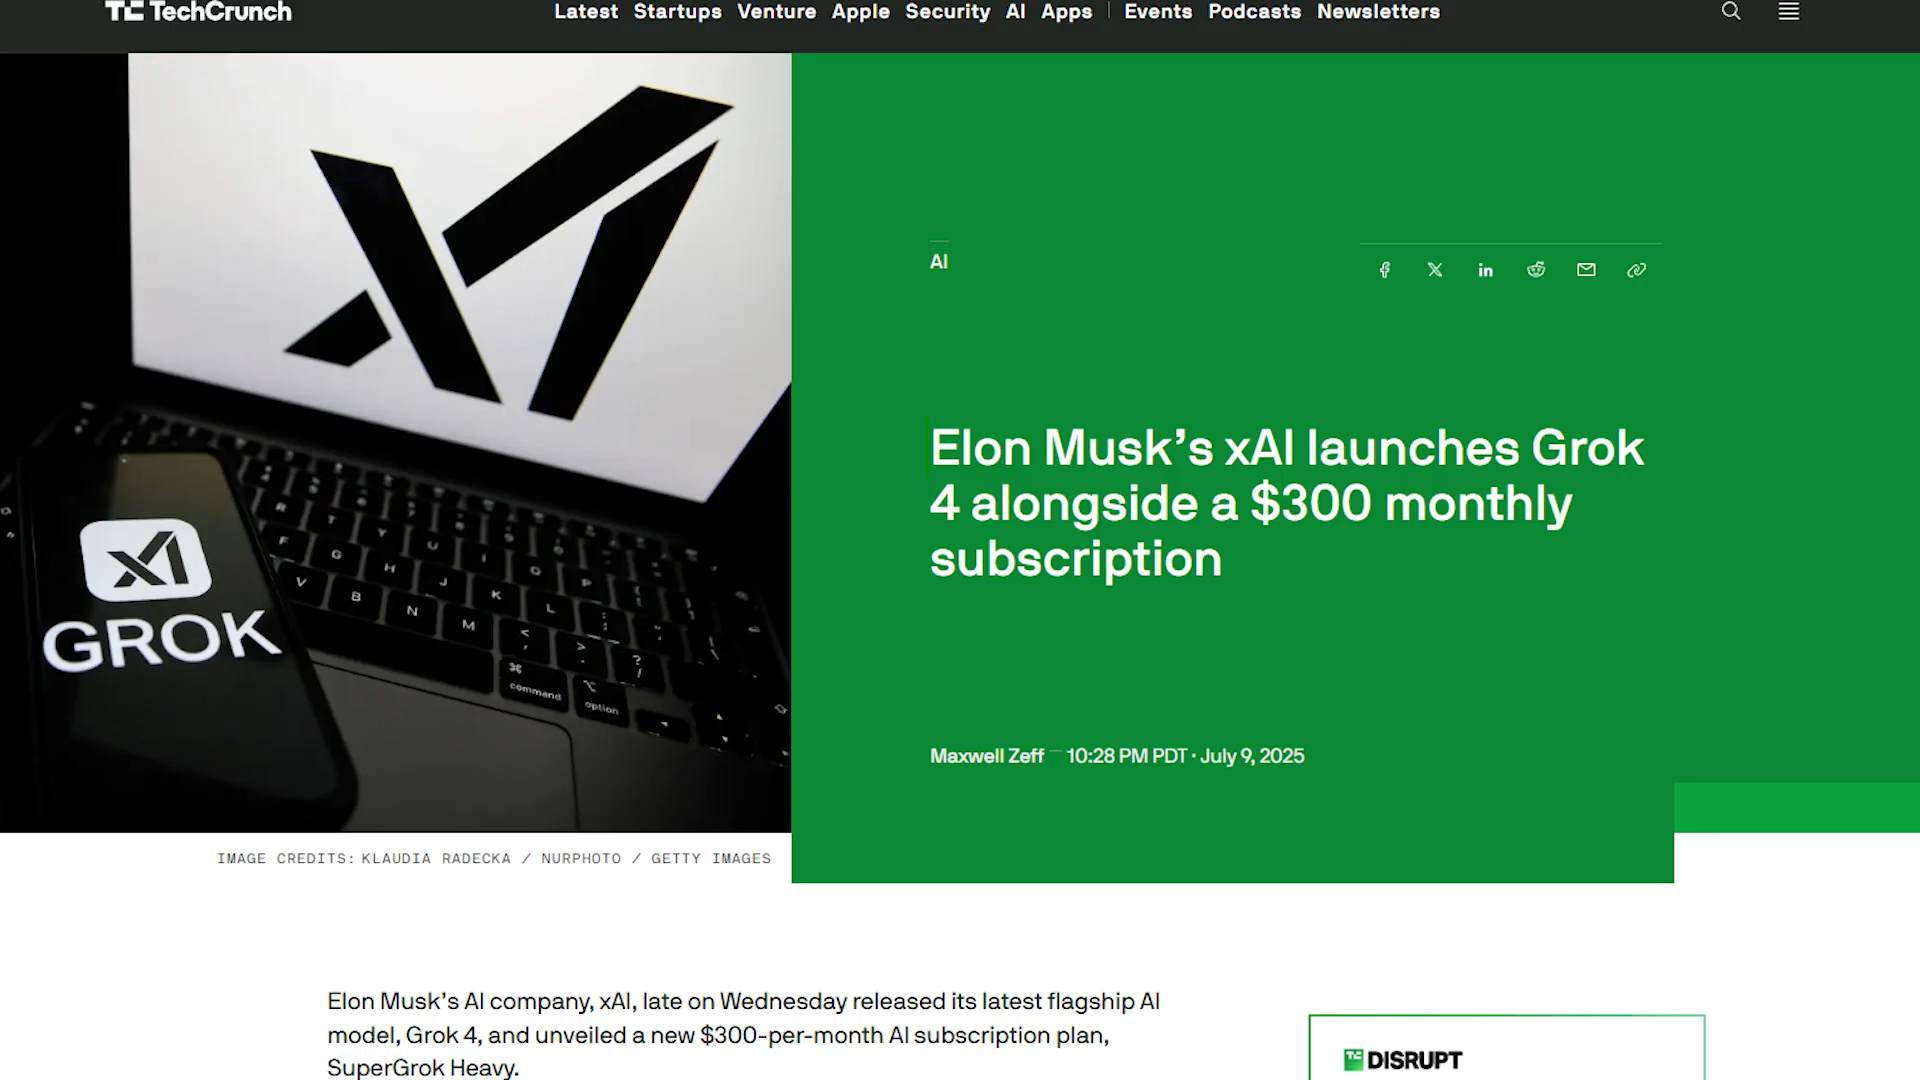 TechCrunch
Latest Startups Venture Apple Security AI Apps Events Podcasts Newsletters
AI
Elon Musk's xAI launches Grok
4 alongside a $300 monthly
subscription
Maxwell Zeff — 10:28 PM PDT · July 9, 2025
GROK
R T Y U I O P
F G H J K L
V B N M < , > . ? /
command option
IMAGE CREDITS: KLAUDIA RADECKA / NURPHOTO / GETTY IMAGES
Elon Musk's AI company, xAI, late on Wednesday released its latest flagship AI
model, Grok 4, and unveiled a new $300-per-month AI subscription plan,
SuperGrok Heavy.
TC DISRUPT